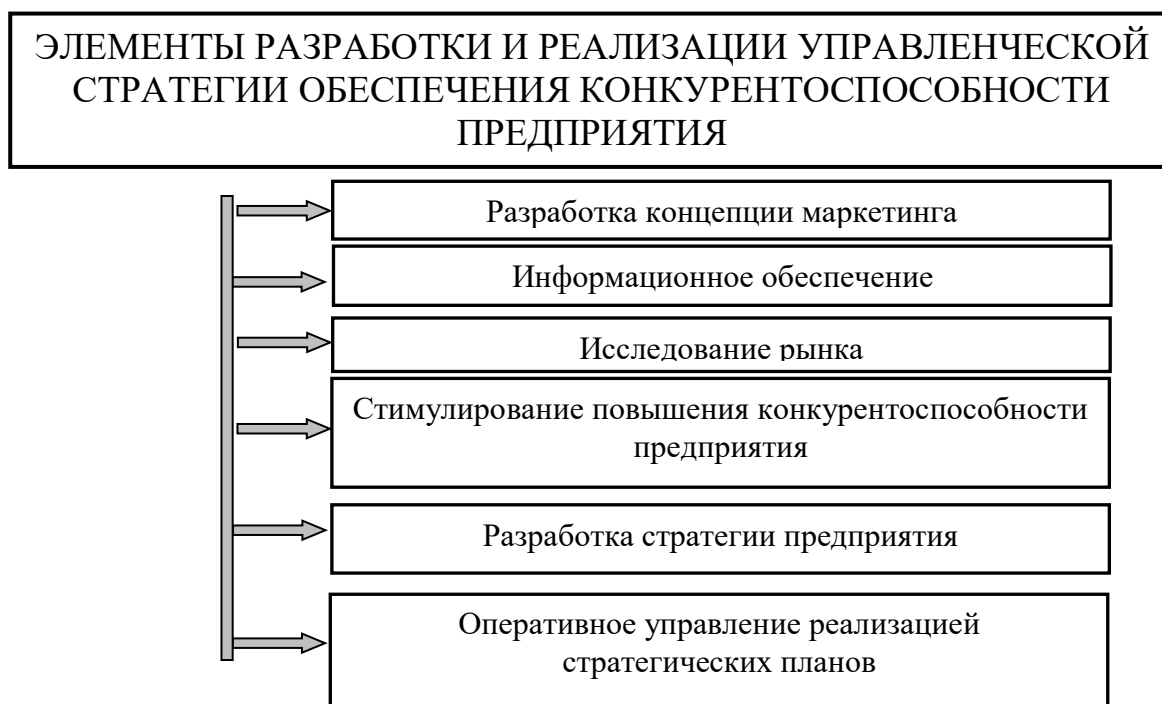 ЭЛЕМЕНТЫ РАЗРАБОТКИ И РЕАЛИЗАЦИИ УПРАВЛЕНЧЕСКОЙ
СТРАТЕГИИ ОБЕСПЕЧЕНИЯ КОНКУРЕНТОСПОСОБНОСТИ
ПРЕДПРИЯТИЯ
Разработка концепции маркетинга
Информационное обеспечение
Исследование рынка
Стимулирование повышения конкурентоспособности
предприятия
Разработка стратегии предприятия
Оперативное управление реализацией
стратегических планов